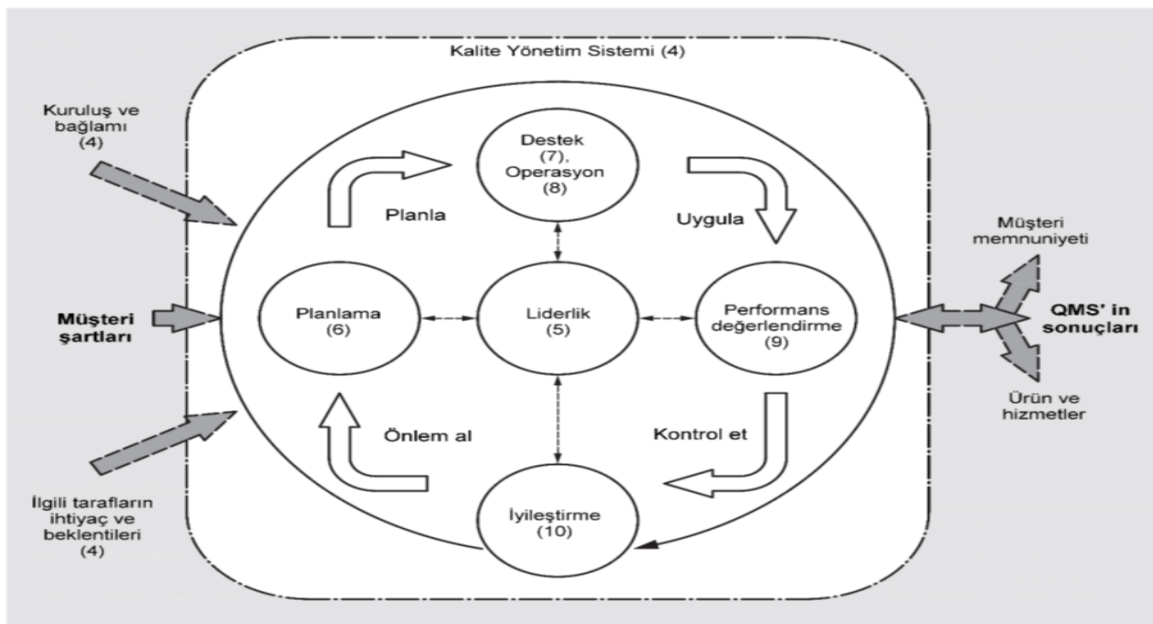 Kalite Yönetim Sistemi (4)
Kuruluş ve
bağlamı
(4)
Destek
(7),
Operasyon
(8)
Planla
Uygula
Müşteri
memnuniyeti
Müşteri
şartları
Planlama
(6)
Liderlik
(5)
Performans
değerlendirme
(9)
QMS' in
sonuçları
Ürün ve
hizmetler
Önlem al
Kontrol et
İlgili tarafların
ihtiyaç ve
beklentileri
(4)
İyileştirme
(10)